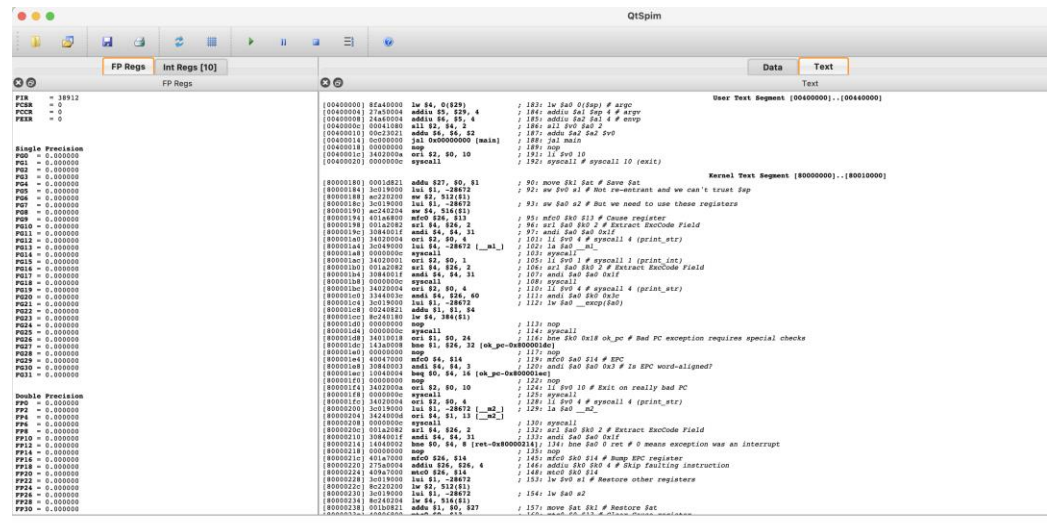 QtSpim
FP Regs
Int Regs [10]
Data
Text
FP Regs
Text
FIR = 38912
FCSR = 0
FCCR = 0
FEXR = 0
Single Precision
FG0 = 0.000000
FG1 = 0.000000
FG2 = 0.000000
FG3 = 0.000000
FG4 = 0.000000
FG5 = 0.000000
FG6 = 0.000000
FG7 = 0.000000
FG8 = 0.000000
FG9 = 0.000000
FG10 = 0.000000
FG11 = 0.000000
FG12 = 0.000000
FG13 = 0.000000
FG14 = 0.000000
FG15 = 0.000000
FG16 = 0.000000
FG17 = 0.000000
FG18 = 0.000000
FG19 = 0.000000
FG20 = 0.000000
FG21 = 0.000000
FG22 = 0.000000
FG23 = 0.000000
FG24 = 0.000000
FG25 = 0.000000
FG26 = 0.000000
FG27 = 0.000000
FG28 = 0.000000
FG29 = 0.000000
FG30 = 0.000000
FG31 = 0.000000
Double Precision
FP0 = 0.000000
FP2 = 0.000000
FP4 = 0.000000
FP6 = 0.000000
FP8 = 0.000000
FP10 = 0.000000
FP12 = 0.000000
FP14 = 0.000000
FP16 = 0.000000
FP18 = 0.000000
FP20 = 0.000000
FP22 = 0.000000
FP24 = 0.000000
FP26 = 0.000000
FP28 = 0.000000
FP30 = 0.000000
User Text Segment [00400000]..[00440000]
[00400000] 8fa40000 lw $4, 0($29) ; 183: lw $a0 0($sp) # argc
[00400004] 27a50004 addiu $5, $29, 4 ; 184: addiu $a1 $sp 4 # argv
[00400008] 24a60004 addiu $6, $5, 4 ; 185: addiu $a2 $a1 4 # envp
[0040000c] 00041080 sll $2, $4, 2 ; 186: sll $v0 $a0 2
[00400010] 00c23021 addu $6, $6, $2 ; 187: addu $a2 $a2 $v0
[00400014] 0c000000 jal 0x00000000 [main] ; 188: jal main
[00400018] 00000000 nop ; 189: nop
[0040001c] 3402000a ori $2, $0, 10 ; 191: li $v0 10
[00400020] 0000000c syscall ; 192: syscall # syscall 10 (exit)
Kernel Text Segment [80000000]..[80010000]
[80000180] 0001d821 addu $27, $0, $1 ; 90: move $k1 $at # Save $at
[80000184] 3c019000 lui $1, -28672 ; 92: sw $v0 s1 # Not re-entrant and we can't trust $sp
[80000188] ac220200 sw $2, 512($1)
[8000018c] 3c019000 lui $1, -28672 ; 93: sw $a0 s2 # But we need to use these registers
[80000190] ac240204 sw $4, 516($1)
[80000194] 401a6800 mfc0 $26, $13 ; 95: mfc0 $k0 $13 # Cause register
[80000198] 001a2082 srl $4, $26, 2 ; 96: srl $a0 $k0 2 # Extract ExcCode Field
[8000019c] 3084001f andi $4, $4, 31 ; 97: andi $a0 $a0 0x1f
[800001a0] 34020004 ori $2, $0, 4 ; 101: li $v0 4 # syscall 4 (print_str)
[800001a4] 3c049000 lui $4, -28672 [__m1_] ; 102: la $a0 __m1_
[800001a8] 0000000c syscall ; 103: syscall
[800001ac] 34020001 ori $2, $0, 1 ; 105: li $v0 1 # syscall 1 (print_int)
[800001b0] 001a2082 srl $4, $26, 2 ; 106: srl $a0 $k0 2 # Extract ExcCode Field
[800001b4] 3084001f andi $4, $4, 31 ; 107: andi $a0 $a0 0x1f
[800001b8] 0000000c syscall ; 108: syscall
[800001bc] 34020004 ori $2, $0, 4 ; 110: li $v0 4 # syscall 4 (print_str)
[800001c0] 3344003c andi $4, $26, 60 ; 111: andi $a0 $k0 0x3c
[800001c4] 3c019000 lui $1, -28672 ; 112: lw $a0 __excp($a0)
[800001c8] 00240821 addu $1, $1, $4
[800001cc] 8c240180 lw $4, 384($1)
[800001d0] 00000000 nop ; 113: nop
[800001d4] 0000000c syscall ; 114: syscall
[800001d8] 34010018 ori $1, $0, 24 ; 116: bne $k0 0x18 ok_pc # Bad PC exception requires special checks
[800001dc] 143a0008 bne $1, $26, 32 [ok_pc-0x800001dc]
[800001e0] 00000000 nop ; 117: nop
[800001e4] 40047000 mfc0 $4, $14 ; 119: mfc0 $a0 $14 # EPC
[800001e8] 30840003 andi $4, $4, 3 ; 120: andi $a0 $a0 0x3 # Is EPC word-aligned?
[800001ec] 10040004 beq $0, $4, 16 [ok_pc-0x800001ec]
[800001f0] 00000000 nop ; 122: nop
[800001f4] 3402000a ori $2, $0, 10 ; 124: li $v0 10 # Exit on really bad PC
[800001f8] 0000000c syscall ; 125: syscall
[800001fc] 34020004 ori $2, $0, 4 ; 128: li $v0 4 # syscall 4 (print_str)
[80000200] 3c019000 lui $1, -28672 [__m2_] ; 129: la $a0 __m2_
[80000204] 3424000d ori $4, $1, 13 [__m2_]
[80000208] 0000000c syscall ; 130: syscall
[8000020c] 001a2082 srl $4, $26, 2 ; 132: srl $a0 $k0 2 # Extract ExcCode Field
[80000210] 3084001f andi $4, $4, 31 ; 133: andi $a0 $a0 0x1f
[80000214] 14040002 bne $0, $4, 8 [ret-0x80000214]; 134: bne $a0 0 ret # 0 means exception was an interrupt
[80000218] 00000000 nop ; 135: nop
[8000021c] 401a7000 mfc0 $26, $14 ; 145: mfc0 $k0 $14 # Bump EPC register
[80000220] 275a0004 addiu $26, $26, 4 ; 146: addiu $k0 $k0 4 # Skip faulting instruction
[80000224] 409a7000 mtc0 $26, $14 ; 148: mtc0 $k0 $14
[80000228] 3c019000 lui $1, -28672 ; 153: lw $v0 s1 # Restore other registers
[8000022c] 8c220200 lw $2, 512($1)
[80000230] 3c019000 lui $1, -28672 ; 154: lw $a0 s2
[80000234] 8c240204 lw $4, 516($1)
[80000238] 001b0821 addu $1, $0, $27 ; 157: move $at $k1 # Restore $at